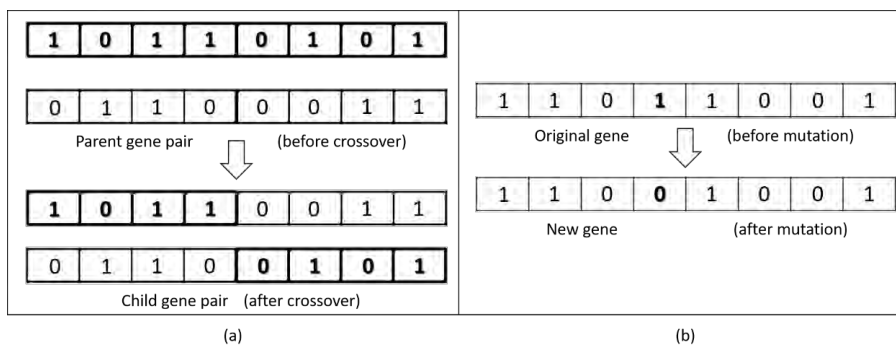 1 0 1 1 0 1 0 1
0 1 1 0 0 0 1 1
Parent gene pair (before crossover)
1 0 1 1 0 0 1 1
0 1 1 0 0 1 0 1
Child gene pair (after crossover)
(a)
1 1 0 1 1 0 0 1
Original gene (before mutation)
1 1 0 0 1 0 0 1
New gene (after mutation)
(b)